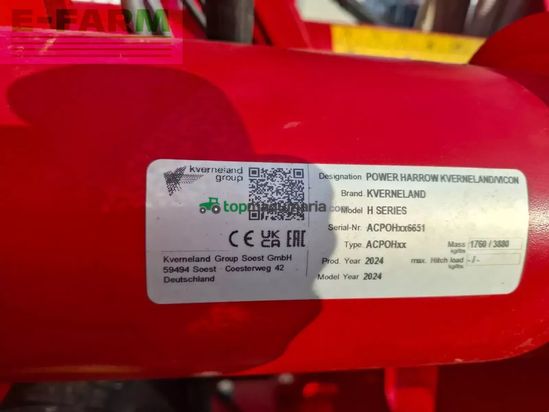 E-FARM
kverneland
group
topmaquinaria.com
CE UK CA EAC
Kverneland Group Soest GmbH
59494 Soest - Coesterweg 42
Deutschland
Designation POWER HARROW KVERNELAND/VICON
Brand KVERNELAND
Model H SERIES
Serial-Nr ACPOHxx6651
Type ACPOHxx Mass kg/lbs 1760 / 3880
Prod. Year 2024 max. Hitch load kg/lbs - / -
Model Year 2024